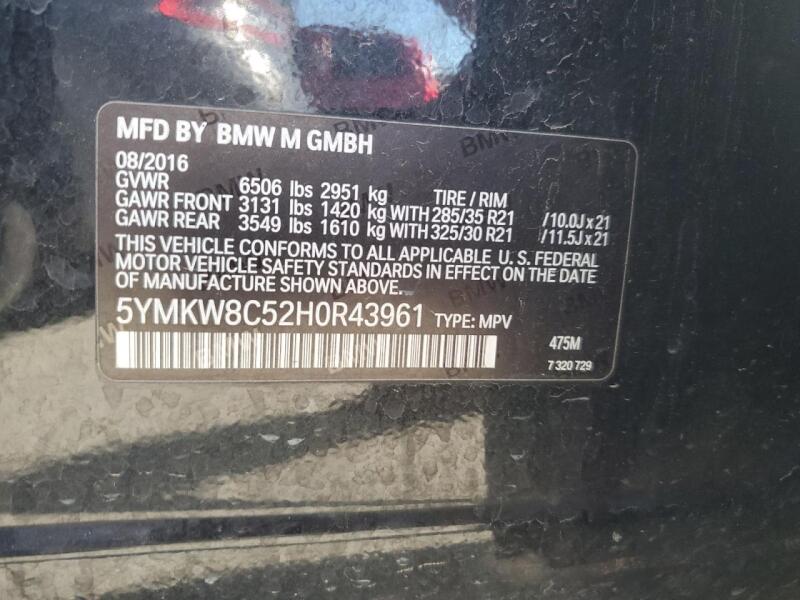 MFD BY BMW M GMBH
08/2016
GVWR 6506 lbs 2951 kg TIRE / RIM
GAWR FRONT 3131 lbs 1420 kg WITH 285/35 R21 /10.0J x 21
GAWR REAR 3549 lbs 1610 kg WITH 325/30 R21 /11.5J x 21
THIS VEHICLE CONFORMS TO ALL APPLICABLE U. S. FEDERAL
MOTOR VEHICLE SAFETY STANDARDS IN EFFECT ON THE DATE
OF MANUFACTURE SHOWN ABOVE.
5YMKW8C52H0R43961 TYPE: MPV
475M
7 320 729